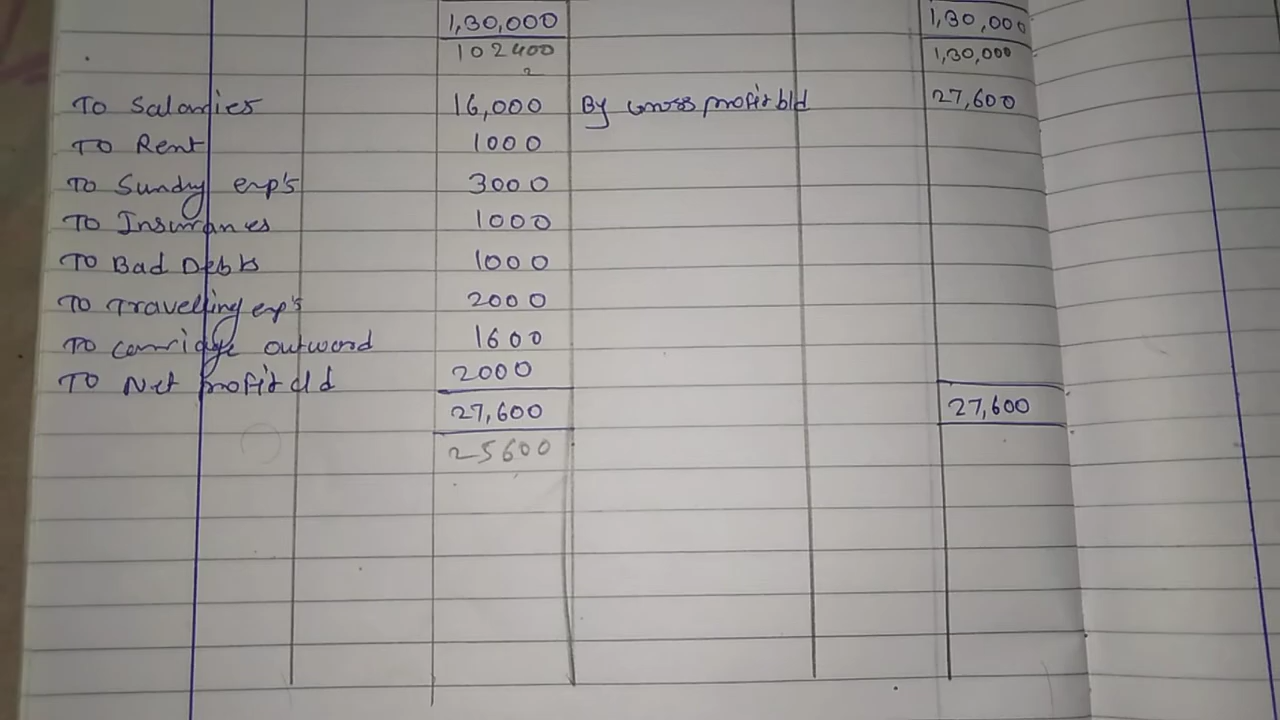 1,30,000 1,30,000
102400 1,30,000
2
To Salaries 16,000 By Gross profit b/d 27,600
To Rent 1000
To Sundry exp's 3000
To Insurances 1000
To Bad Debts 1000
To Travelling exp's 2000
To Carriage outword 1600
To Net profit c/d 2000
27,600 27,600
25600